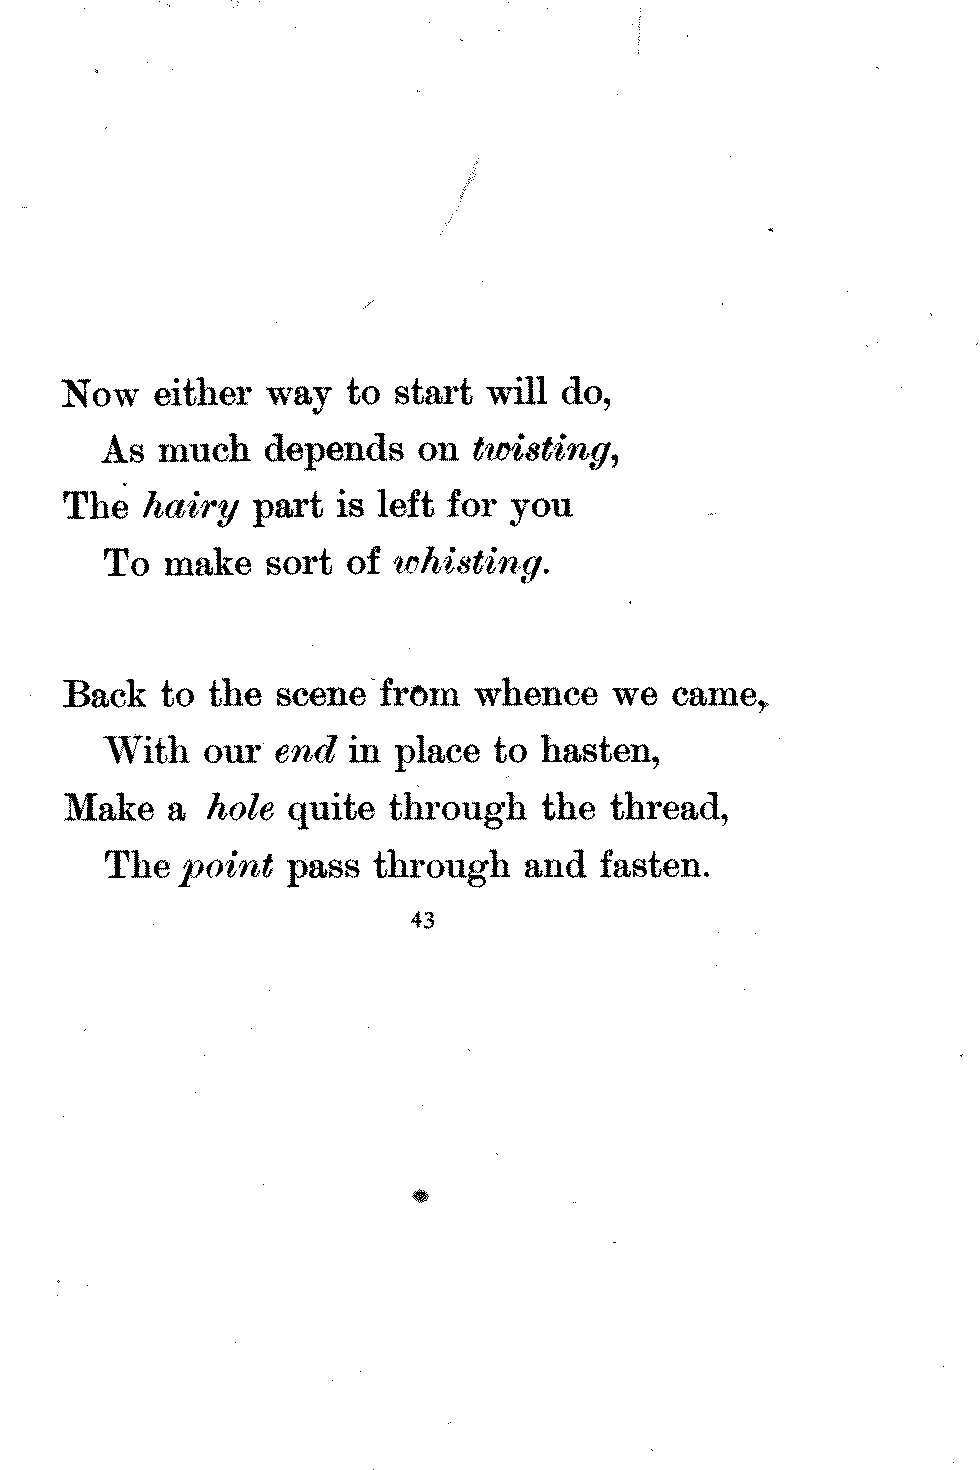 Now either way to start will do,
As much depends on twisting,
The hairy part is left for you
To make sort of whisting.
Back to the scene from whence we came,
With our end in place to hasten,
Make a hole quite through the thread,
The point pass through and fasten.
43